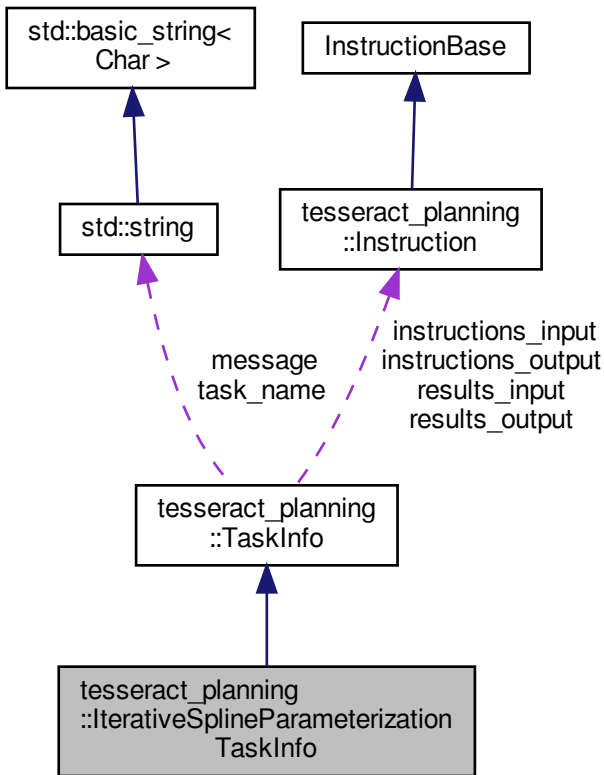 std::basic_string<
Char >
InstructionBase
std::string
tesseract_planning
::Instruction
message
task_name
instructions_input
instructions_output
results_input
results_output
tesseract_planning
::TaskInfo
tesseract_planning
::IterativeSplineParameterization
TaskInfo